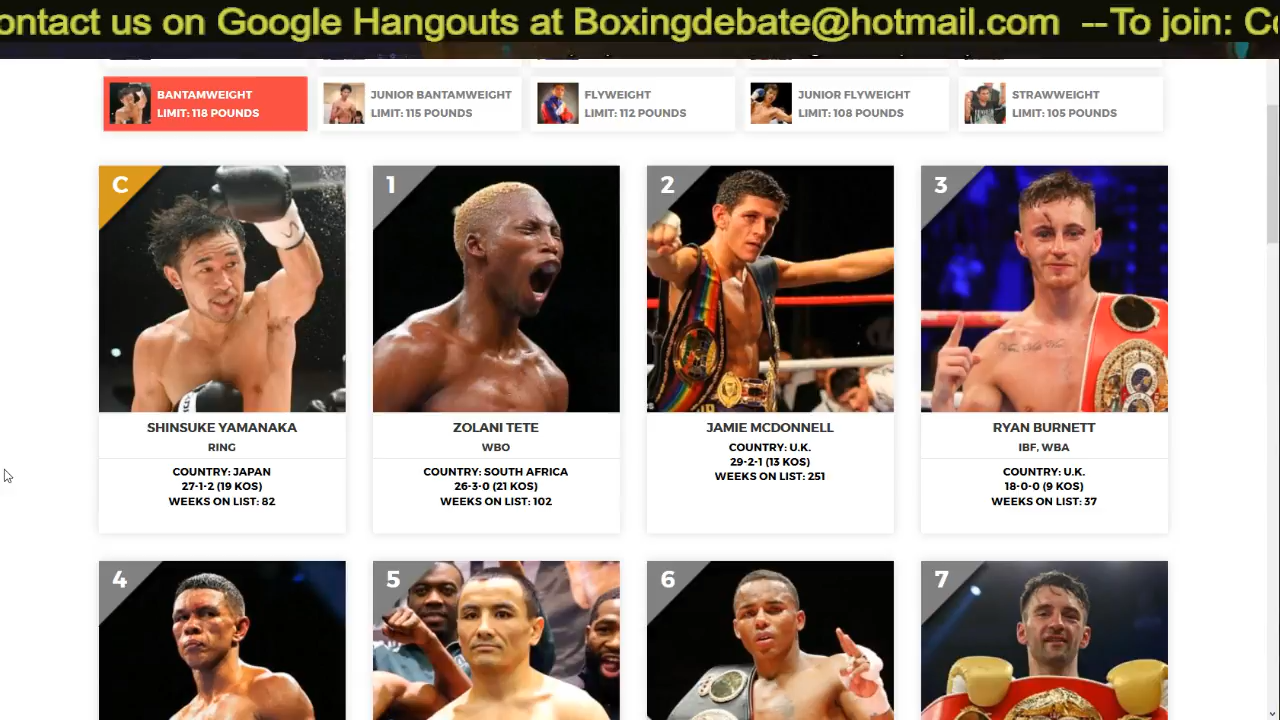 ontact us on Google Hangouts at Boxingdebate@hotmail.com --To join: Co
BANTAMWEIGHT
LIMIT: 118 POUNDS
JUNIOR BANTAMWEIGHT
LIMIT: 115 POUNDS
FLYWEIGHT
LIMIT: 112 POUNDS
JUNIOR FLYWEIGHT
LIMIT: 108 POUNDS
STRAWWEIGHT
LIMIT: 105 POUNDS
C
SHINSUKE YAMANAKA
RING
COUNTRY: JAPAN
27-1-2 (19 KOS)
WEEKS ON LIST: 82
1
ZOLANI TETE
WBO
COUNTRY: SOUTH AFRICA
26-3-0 (21 KOS)
WEEKS ON LIST: 102
2
JAMIE MCDONNELL
COUNTRY: U.K.
29-2-1 (13 KOS)
WEEKS ON LIST: 251
3
RYAN BURNETT
IBF, WBA
COUNTRY: U.K.
18-0-0 (9 KOS)
WEEKS ON LIST: 37
4
5
6
7